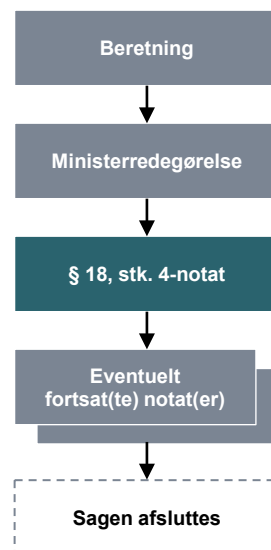 Beretning
Ministerredegørelse
§ 18, stk. 4-notat
Eventuelt
fortsat(te) notat(er)
Sagen afsluttes